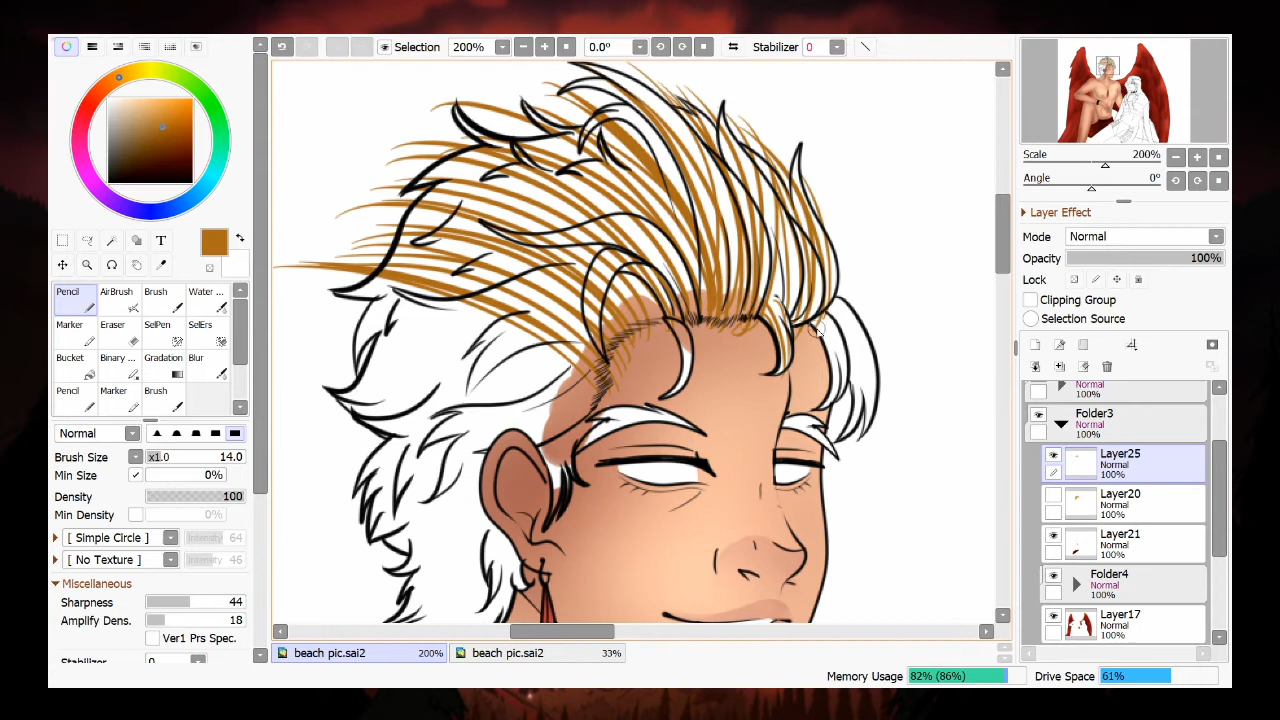 Selection 200% 0.0° Stabilizer 0
Scale 200%
Angle 0°
Layer Effect
Mode Normal
Opacity 100%
Lock
Clipping Group
Selection Source
T
Pencil AirBrush Brush Water ...
Marker Eraser SelPen SelErs
Bucket Binary ... Gradation Blur
Pencil Marker Brush
Normal
Brush Size x1.0 14.0
Min Size 0%
Density 100
Min Density 0%
[ Simple Circle ] Intensity 64
[ No Texture ] Intensity 46
Miscellaneous
Sharpness 44
Amplify Dens. 18
Ver1 Prs Spec.
Stabilizer 0
Normal
100%
Folder3
Normal
100%
Layer25
Normal
100%
Layer20
Normal
100%
Layer21
Normal
100%
Folder4
Normal
100%
Layer17
Normal
100%
beach pic.sai2 200% beach pic.sai2 33%
Memory Usage 82% (86%) Drive Space 61%